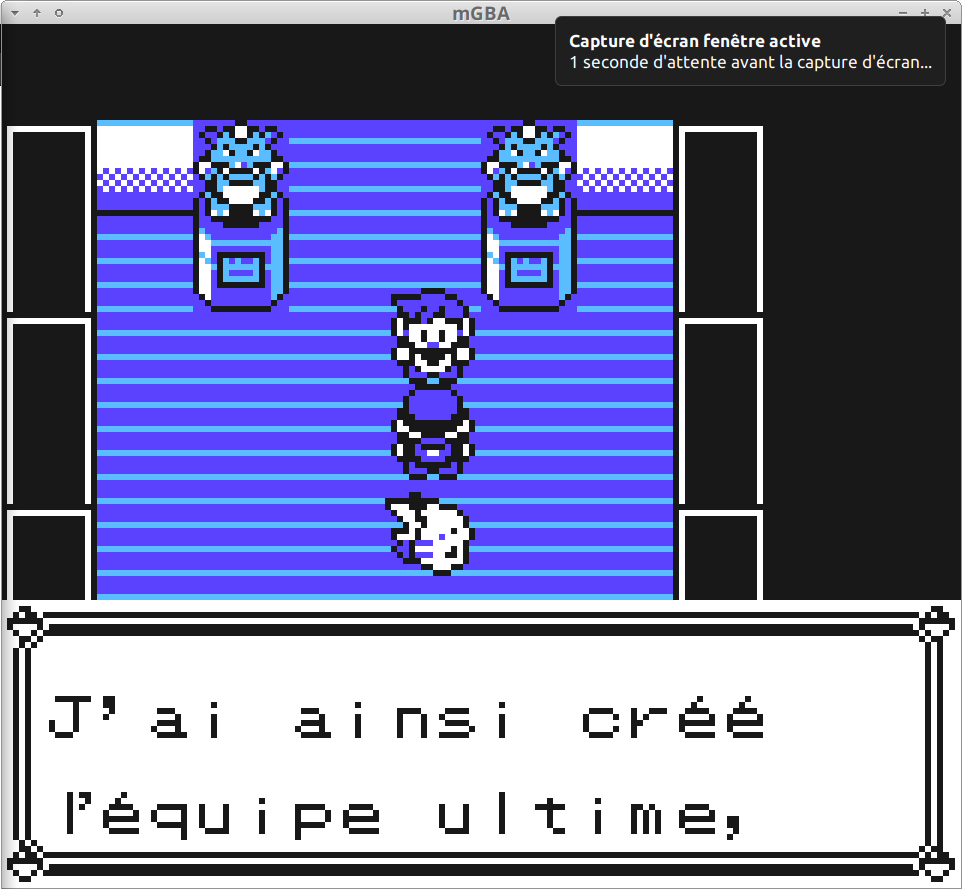 mGBA
Capture d'écran fenêtre active
1 seconde d'attente avant la capture d'écran...
J'ai ainsi créé
l'équipe ultime,